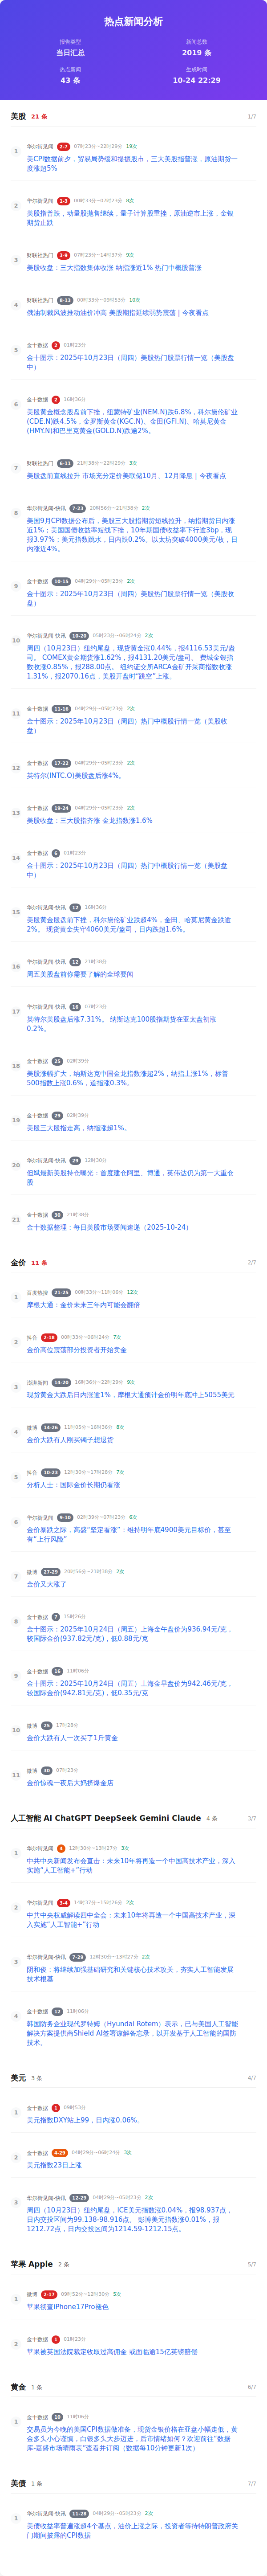 热点新闻分析
报告类型
新闻总数
当日汇总
2019 条
热点新闻
生成时间
43 条
10-24 22:29
美股 21 条 1/7
1 华尔街见闻 2-7 07时23分~22时29分 19次
美CPI数据前夕，贸易局势缓和提振股市，三大美股指普涨，原油期货一
度涨超5%
2 华尔街见闻 1-3 00时33分~07时23分 8次
美股指普跌，动量股抛售继续，量子计算股重挫，原油逆市上涨，金银
期货止跌
3 财联社热门 3-9 07时23分~14时37分 9次
美股收盘：三大指数集体收涨 纳指涨近1% 热门中概股普涨
4 财联社热门 8-13 00时33分~09时53分 10次
俄油制裁风波推动油价冲高 美股期指延续弱势震荡 | 今夜看点
5 金十数据 2 01时23分
金十图示：2025年10月23日（周四）美股热门股票行情一览（美股盘
中）
6 金十数据 2 16时36分
美股黄金概念股盘前下挫，纽蒙特矿业(NEM.N)跌6.8%，科尔黛伦矿业
(CDE.N)跌4.5%，金罗斯黄金(KGC.N)、金田(GFI.N)、哈莫尼黄金
(HMY.N)和巴里克黄金(GOLD.N)跌逾2%。
7 财联社热门 6-11 21时38分~22时29分 3次
美股盘前直线拉升 市场充分定价美联储10月、12月降息 | 今夜看点
8 华尔街见闻-快讯 7-23 20时56分~21时38分 2次
美国9月CPI数据公布后，美股三大股指期货短线拉升，纳指期货日内涨
近1%；美国国债收益率短线下挫，10年期国债收益率下行逾3bp，现
报3.97%；美元指数跳水，日内跌0.2%。以太坊突破4000美元/枚，日
内涨近4%。
9 金十数据 10-15 04时29分~05时23分 2次
金十图示：2025年10月23日（周四）美股热门股票行情一览（美股收
盘）
10 华尔街见闻-快讯 10-20 05时23分~06时24分 2次
周四（10月23日）纽约尾盘，现货黄金涨0.44%，报4116.53美元/盎
司。 COMEX黄金期货涨1.62%，报4131.20美元/盎司。 费城金银指
数收涨0.85%，报288.00点。 纽约证交所ARCA金矿开采商指数收涨
1.31%，报2070.16点，美股开盘时“跳空”上涨。
11 金十数据 11-16 04时29分~05时23分 2次
金十图示：2025年10月23日（周四）热门中概股行情一览（美股收
盘）
12 金十数据 17-22 04时29分~05时23分 2次
英特尔(INTC.O)美股盘后涨4%。
13 金十数据 19-24 04时29分~05时23分 2次
美股收盘：三大股指齐涨 金龙指数涨1.6%
14 金十数据 6 01时23分
金十图示：2025年10月23日（周四）热门中概股行情一览（美股盘
中）
15 华尔街见闻-快讯 12 16时36分
美股黄金股盘前下挫，科尔黛伦矿业跌超4%，金田、哈莫尼黄金跌逾
2%。 现货黄金失守4060美元/盎司，日内跌超1.6%。
16 华尔街见闻-快讯 12 21时38分
周五美股盘前你需要了解的全球要闻
17 华尔街见闻-快讯 16 07时23分
英特尔美股盘后涨7.31%。 纳斯达克100股指期货在亚太盘初涨
0.2%。
18 金十数据 25 02时39分
美股涨幅扩大，纳斯达克中国金龙指数涨超2%，纳指上涨1%，标普
500指数上涨0.6%，道指涨0.3%。
19 金十数据 29 02时39分
美股三大股指走高，纳指涨超1%。
20 华尔街见闻-快讯 29 12时30分
但斌最新美股持仓曝光：首度建仓阿里、博通，英伟达仍为第一大重仓
股
21 金十数据 30 21时38分
金十数据整理：每日美股市场要闻速递（2025-10-24）
金价 11 条 2/7
1 百度热搜 21-25 00时33分~11时06分 12次
摩根大通：金价未来三年内可能会翻倍
2 抖音 2-18 00时33分~06时24分 7次
金价高位震荡部分投资者开始卖金
3 澎湃新闻 14-20 16时36分~22时29分 9次
现货黄金大跌后日内涨逾1%，摩根大通预计金价明年底冲上5055美元
4 微博 14-26 11时05分~16时36分 8次
金价大跌有人刚买镯子想退货
5 抖音 10-23 12时30分~17时28分 7次
分析人士：国际金价长期仍看涨
6 华尔街见闻 9-10 02时39分~07时23分 6次
金价暴跌之际，高盛“坚定看涨”：维持明年底4900美元目标价，甚至
有“上行风险”
7 微博 27-29 20时56分~21时38分 2次
金价又大涨了
8 金十数据 7 15时26分
金十图示：2025年10月24日（周五）上海金午盘价为936.94元/克，
较国际金价(937.82元/克)，低0.88元/克
9 金十数据 16 11时06分
金十图示：2025年10月24日（周五）上海金早盘价为942.46元/克，
较国际金价(942.81元/克)，低0.35元/克
10 微博 25 17时28分
金价大跌有人一次买了1斤黄金
11 微博 30 07时23分
金价惊魂一夜后大妈挤爆金店
人工智能 AI ChatGPT DeepSeek Gemini Claude 4 条 3/7
1 华尔街见闻 4 12时30分~13时27分 3次
中共中央新闻发布会直击：未来10年将再造一个中国高技术产业，深入
实施“人工智能+”行动
2 华尔街见闻 3-4 14时37分~15时26分 2次
中共中央权威解读四中全会：未来10年将再造一个中国高技术产业，深
入实施“人工智能+”行动
3 华尔街见闻-快讯 7-29 12时30分~13时27分 2次
阴和俊：将继续加强基础研究和关键核心技术攻关，夯实人工智能发展
技术根基
4 金十数据 12 11时06分
韩国防务企业现代罗特姆（Hyundai Rotem）表示，已与美国人工智能
解决方案提供商Shield AI签署谅解备忘录，以开发基于人工智能的国防
技术。
美元 3 条 4/7
1 金十数据 1 09时53分
美元指数DXY站上99，日内涨0.06%。
2 金十数据 4-29 04时29分~06时24分 3次
美元指数23日上涨
3 华尔街见闻-快讯 12-29 04时29分~05时23分 2次
周四（10月23日）纽约尾盘，ICE美元指数涨0.04%，报98.937点，
日内交投区间为99.138-98.916点。 彭博美元指数涨0.01%，报
1212.72点，日内交投区间为1214.59-1212.15点。
苹果 Apple 2 条 5/7
1 微博 2-17 09时52分~12时30分 5次
苹果彻查iPhone17Pro褪色
2 金十数据 1 01时23分
苹果被英国法院裁定收取过高佣金 或面临逾15亿英镑赔偿
黄金 1 条 6/7
1 金十数据 10 11时06分
交易员为今晚的美国CPI数据做准备，现货金银价格在亚盘小幅走低，黄
金多头小心谨慎，白银多头大步迈进，后市情绪如何？欢迎前往“数据
库-嘉盛市场晴雨表”查看并订阅（数据每10分钟更新1次）
美债 1 条 7/7
1 华尔街见闻-快讯 11-28 04时29分~05时23分 2次
美债收益率普遍涨超4个基点，油价上涨之际，投资者等待特朗普政府关
门期间披露的CPI数据